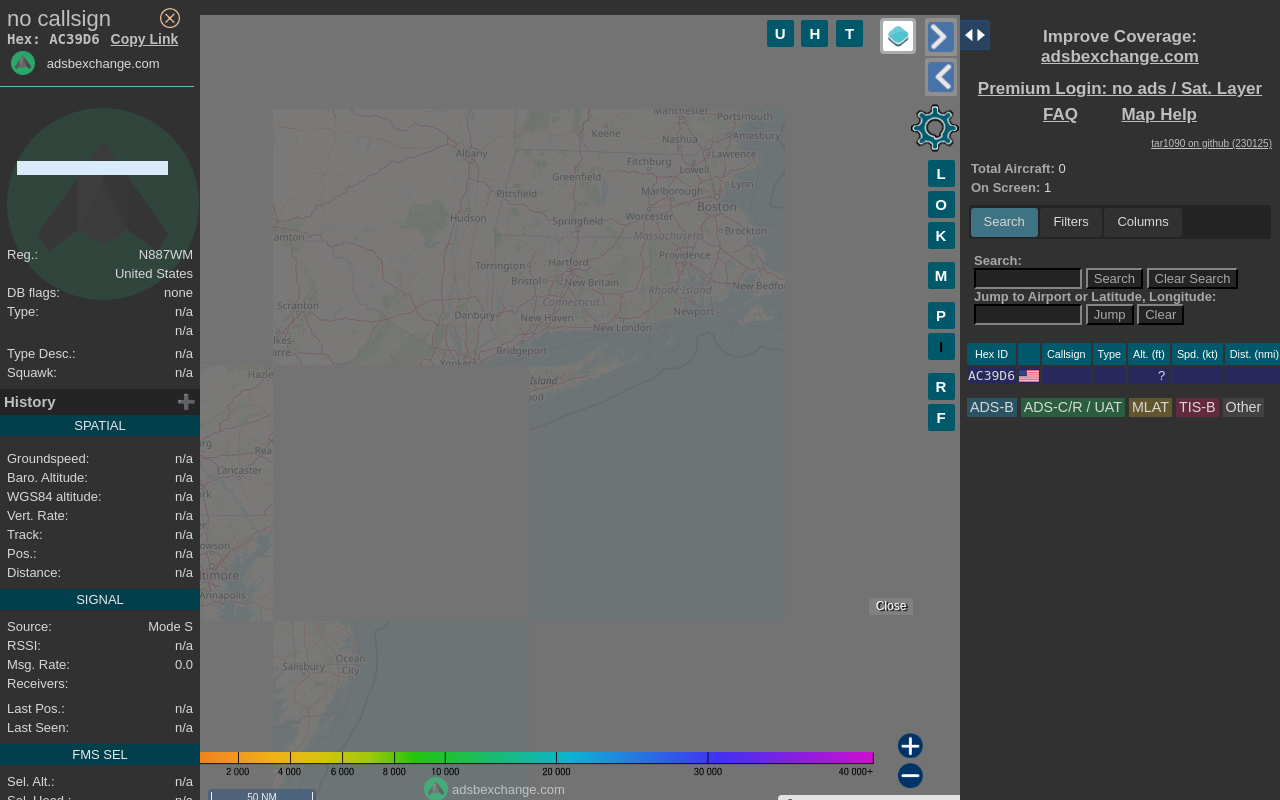 no callsign
Hex: AC39D6 Copy Link
adsbexchange.com
Reg.: N887WM
United States
DB flags: none
Type: n/a
n/a
Type Desc.: n/a
Squawk: n/a
History
SPATIAL
Groundspeed: n/a
Baro. Altitude: n/a
WGS84 altitude: n/a
Vert. Rate: n/a
Track: n/a
Pos.: n/a
Distance: n/a
SIGNAL
Source: Mode S
RSSI: n/a
Msg. Rate: 0.0
Receivers:
Last Pos.: n/a
Last Seen: n/a
FMS SEL
Sel. Alt.: n/a
Sel. Head.: n/a
U H T
L
O
K
M
P
I
R
F
Manchester
Portsmouth
Keene
Nashua
Amesbury
Albany
Fitchburg
Lawrence
Greenfield
Lowell
Pittsfield
Marlborough
Lynn
Hudson
Springfield
Worcester
Boston
amton
Massachusetts
Brockton
Torrington
Hartford
Providence
Bristol
New Britain
Rhode Island
New Bedfo
Scranton
Connecticut
Danbury
New Haven
Newport
New London
lkes-
arre
Bridgeport
Yonkers
Hazle
Island
ood
Rea
Lancaster
ork
owson
ltimore
Annapolis
Ocean
City
Salisbury
Close
2 000 4 000 6 000 8 000 10 000 20 000 30 000 40 000+
adsbexchange.com
50 NM
Improve Coverage:
adsbexchange.com
Premium Login: no ads / Sat. Layer
FAQ Map Help
tar1090 on github (230125)
Total Aircraft: 0
On Screen: 1
Search Filters Columns
Search:
Search Clear Search
Jump to Airport or Latitude, Longitude:
Jump Clear
Hex ID Callsign Type Alt. (ft) Spd. (kt) Dist. (nmi)
AC39D6 ?
ADS-B ADS-C/R / UAT MLAT TIS-B Other